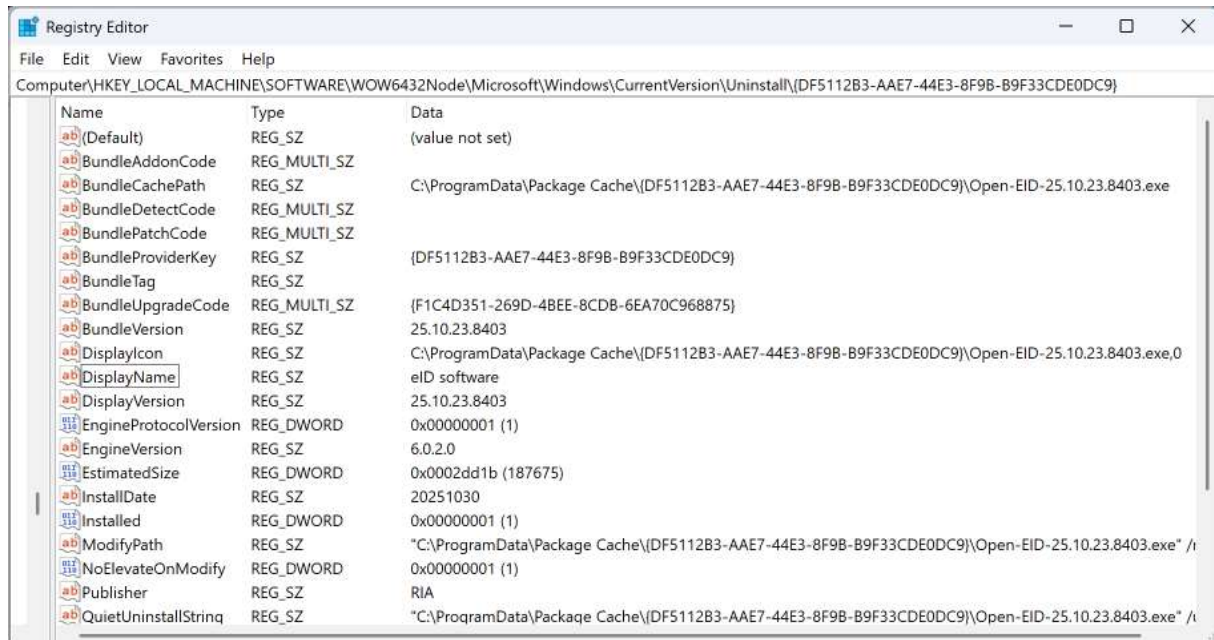 Registry Editor
File Edit View Favorites Help
Computer\HKEY_LOCAL_MACHINE\SOFTWARE\WOW6432Node\Microsoft\Windows\CurrentVersion\Uninstall\{DF5112B3-AAE7-44E3-8F9B-B9F33CDE0DC9}
Name Type Data
(Default) REG_SZ (value not set)
BundleAddonCode REG_MULTI_SZ
BundleCachePath REG_SZ C:\ProgramData\Package Cache\{DF5112B3-AAE7-44E3-8F9B-B9F33CDE0DC9}\Open-EID-25.10.23.8403.exe
BundleDetectCode REG_MULTI_SZ
BundlePatchCode REG_MULTI_SZ
BundleProviderKey REG_SZ {DF5112B3-AAE7-44E3-8F9B-B9F33CDE0DC9}
BundleTag REG_SZ
BundleUpgradeCode REG_MULTI_SZ {F1C4D351-269D-4BEE-8CDB-6EA70C968875}
BundleVersion REG_SZ 25.10.23.8403
DisplayIcon REG_SZ C:\ProgramData\Package Cache\{DF5112B3-AAE7-44E3-8F9B-B9F33CDE0DC9}\Open-EID-25.10.23.8403.exe,0
DisplayName REG_SZ eID software
DisplayVersion REG_SZ 25.10.23.8403
EngineProtocolVersion REG_DWORD 0x00000001 (1)
EngineVersion REG_SZ 6.0.2.0
EstimatedSize REG_DWORD 0x0002dd1b (187675)
InstallDate REG_SZ 20251030
Installed REG_DWORD 0x00000001 (1)
ModifyPath REG_SZ "C:\ProgramData\Package Cache\{DF5112B3-AAE7-44E3-8F9B-B9F33CDE0DC9}\Open-EID-25.10.23.8403.exe"
NoElevateOnModify REG_DWORD 0x00000001 (1)
Publisher REG_SZ RIA
QuietUninstallString REG_SZ "C:\ProgramData\Package Cache\{DF5112B3-AAE7-44E3-8F9B-B9F33CDE0DC9}\Open-EID-25.10.23.8403.exe"